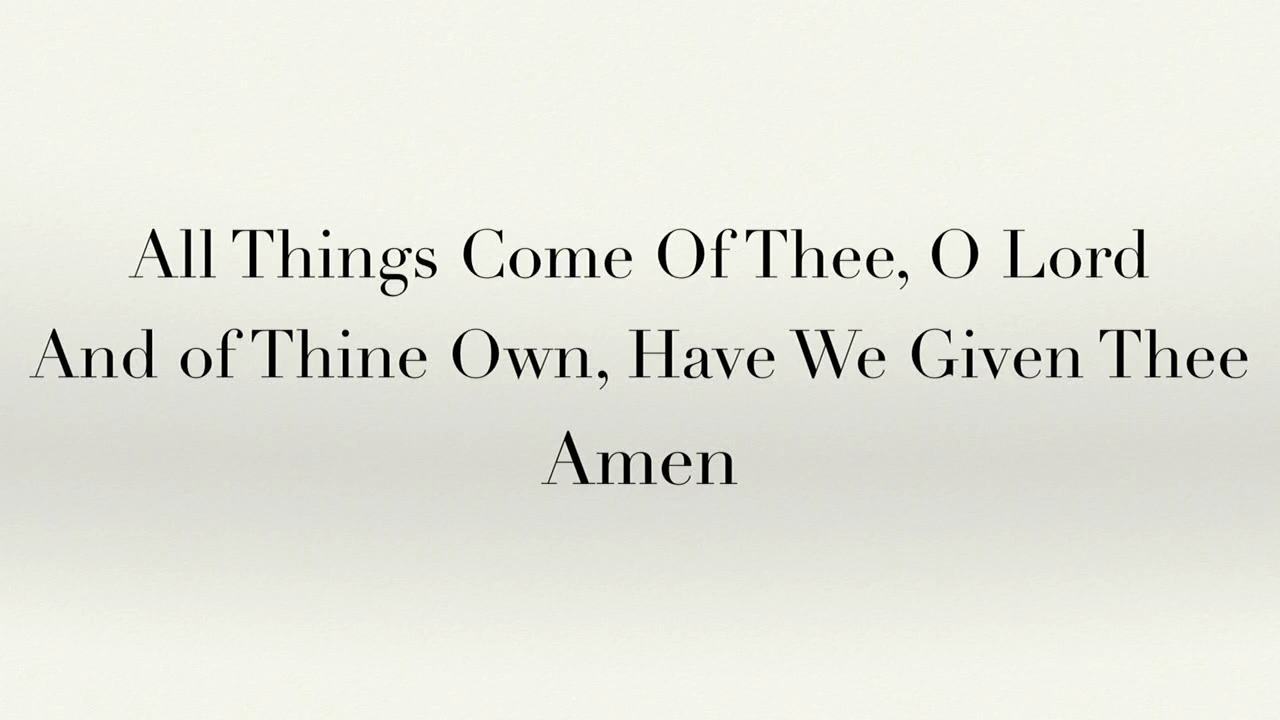 All Things Come Of Thee, O Lord
And of Thine Own, Have We Given Thee
Amen